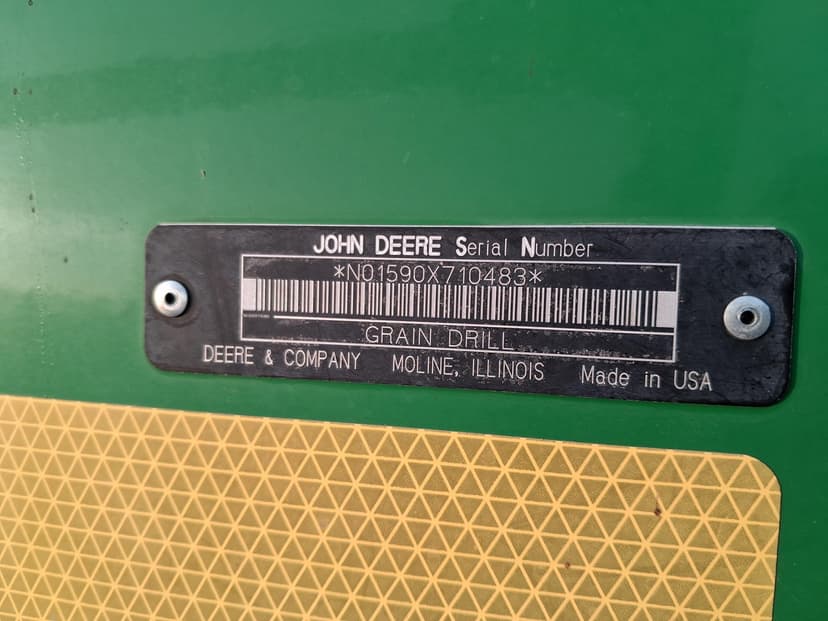 JOHN DEERE Serial Number
*N01590X710483*
GRAIN DRILL
DEERE & COMPANY MOLINE, ILLINOIS Made in USA